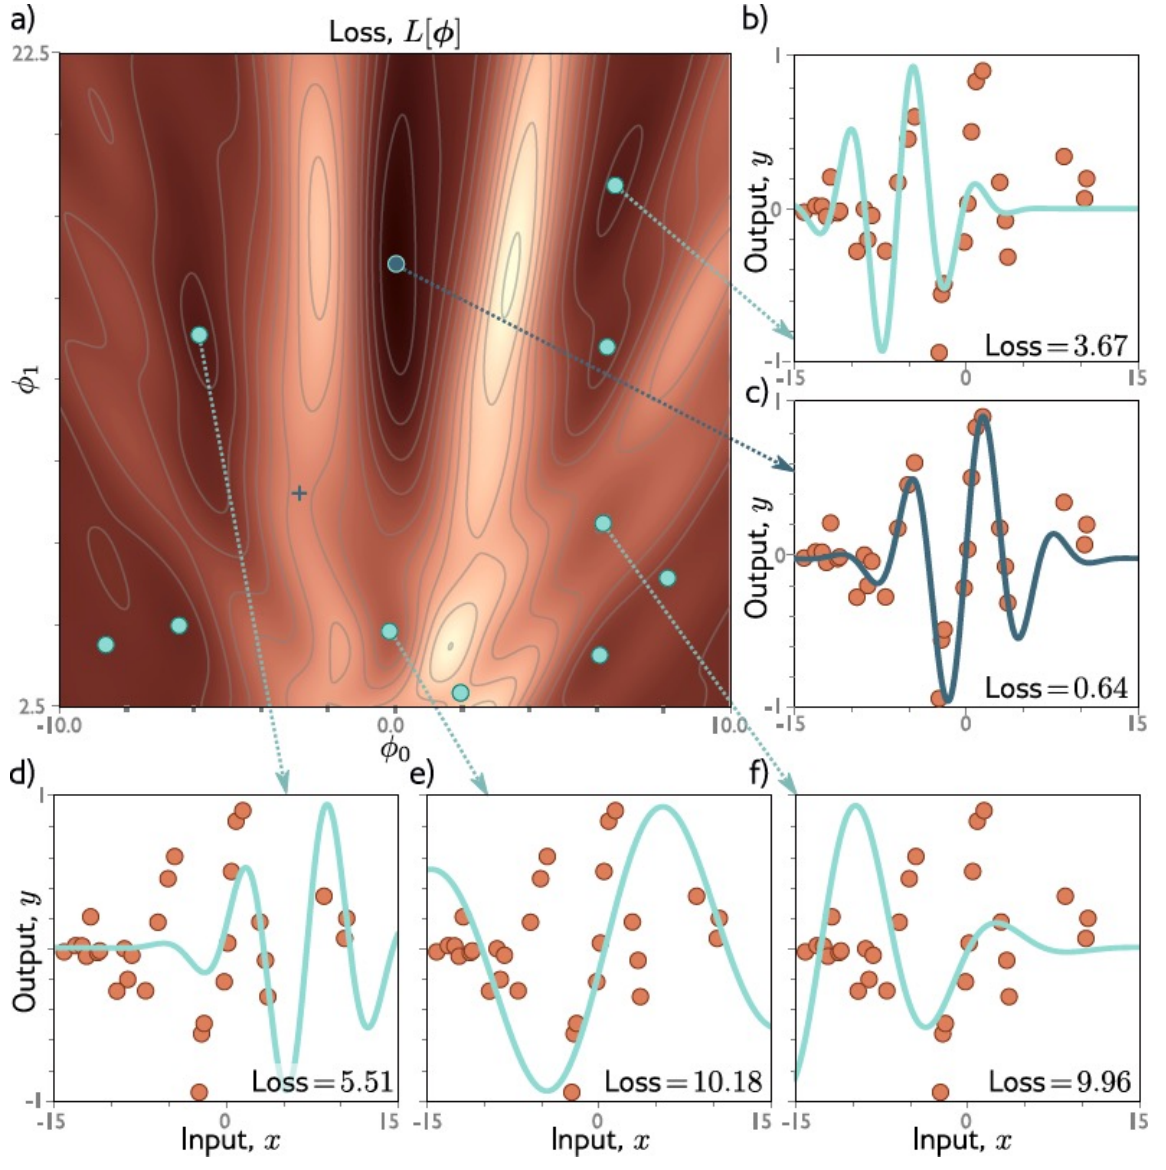 a)
Loss, L[ϕ]
22.5
ϕ1
2.5
-10.0
0.0
10.0
ϕ0
b)
1
Output, y
0
-1
Loss=3.67
-15
0
15
c)
1
Output, y
0
-1
Loss=0.64
-15
0
15
d)
1
Output, y
0
-1
Loss=5.51
-15
0
15
Input, x
e)
Loss=10.18
-15
0
15
Input, x
f)
Loss=9.96
-15
0
15
Input, x